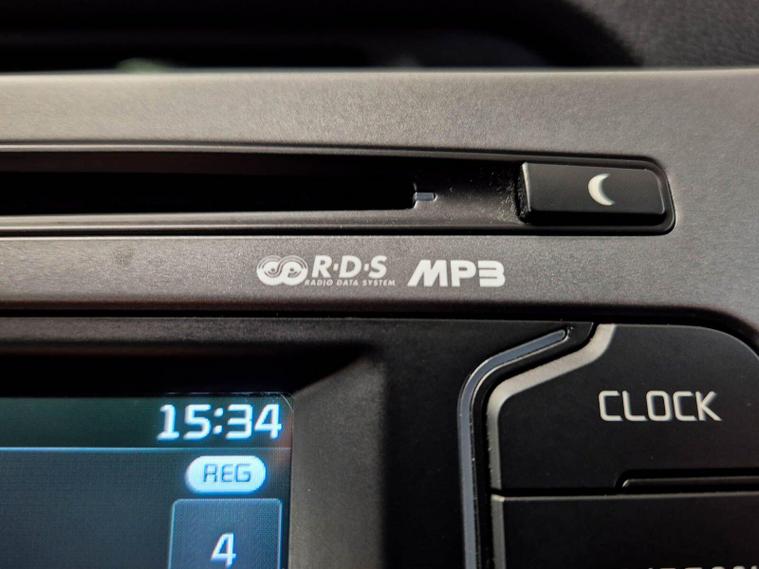 R·D·S
RADIO DATA SYSTEM
MP3
CLOCK
15:34
REG
4